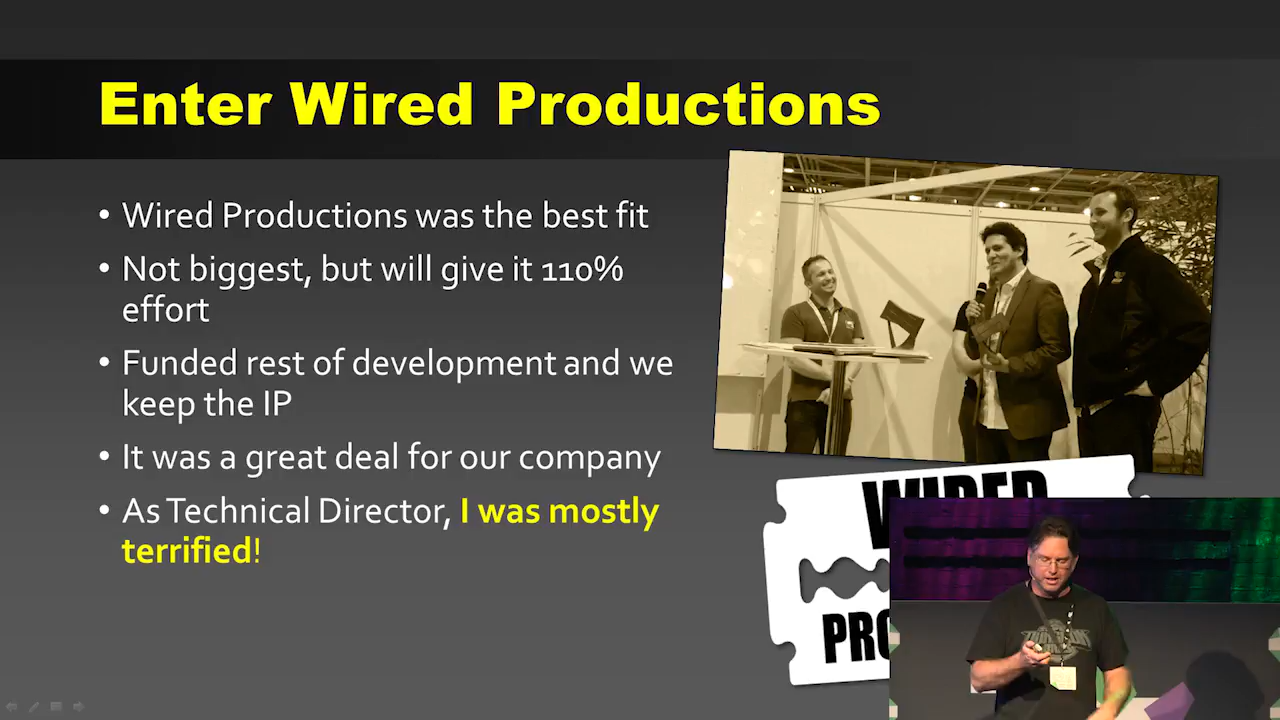 Enter Wired Productions
• Wired Productions was the best fit
• Not biggest, but will give it 110%
effort
• Funded rest of development and we
keep the IP
• It was a great deal for our company
• As Technical Director, I was mostly
terrified!